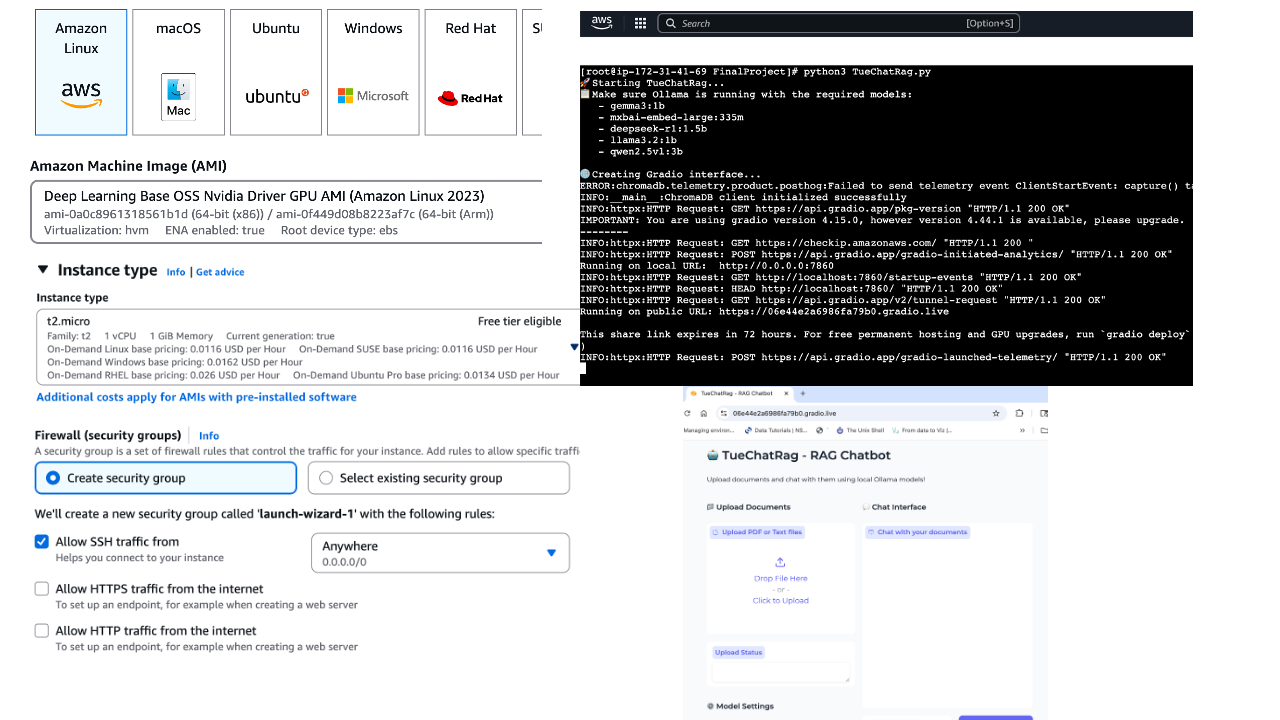 Amazon
Linux
aws
macOS
Mac
Ubuntu
ubuntu
Windows
Microsoft
Red Hat
RedHat
Amazon Machine Image (AMI)
Deep Learning Base OSS Nvidia Driver GPU AMI (Amazon Linux 2023)
ami-0a0c8961318561b1d (64-bit (x86)) / ami-0f449d08b8223af7c (64-bit (Arm))
Virtualization: hvm ENA enabled: true Root device type: ebs
Instance type Info | Get advice
Instance type
t2.micro Free tier eligible
Family: t2 1 vCPU 1 GiB Memory Current generation: true
On-Demand Linux base pricing: 0.0116 USD per Hour On-Demand SUSE base pricing: 0.0116 USD per Hour
On-Demand Windows base pricing: 0.0162 USD per Hour
On-Demand RHEL base pricing: 0.026 USD per Hour On-Demand Ubuntu Pro base pricing: 0.0134 USD per Hour
Additional costs apply for AMIs with pre-installed software
Firewall (security groups) Info
A security group is a set of firewall rules that control the traffic for your instance. Add rules to allow specific traffi
Create security group
Select existing security group
We'll create a new security group called 'launch-wizard-1' with the following rules:
Allow SSH traffic from
Helps you connect to your instance
Anywhere
0.0.0.0/0
Allow HTTPS traffic from the internet
To set up an endpoint, for example when creating a web server
Allow HTTP traffic from the internet
To set up an endpoint, for example when creating a web server
aws Search [Option+S]
[root@ip-172-31-41-69 FinalProject]# python3 TueChatRag.py
🚀Starting TueChatRag...
📋Make sure Ollama is running with the required models:
- gemma3:1b
- mxbai-embed-large:335m
- deepseek-r1:1.5b
- llama3.2:1b
- qwen2.5vl:3b
🌐Creating Gradio interface...
ERROR:chromadb.telemetry.product.posthog:Failed to send telemetry event ClientStartEvent: capture() ta
INFO:__main__:ChromaDB client initialized successfully
INFO:httpx:HTTP Request: GET https://api.gradio.app/pkg-version "HTTP/1.1 200 OK"
IMPORTANT: You are using gradio version 4.15.0, however version 4.44.1 is available, please upgrade.
--------
INFO:httpx:HTTP Request: GET https://checkip.amazonaws.com/ "HTTP/1.1 200 "
INFO:httpx:HTTP Request: POST https://api.gradio.app/gradio-initiated-analytics/ "HTTP/1.1 200 OK"
Running on local URL: http://0.0.0.0:7860
INFO:httpx:HTTP Request: GET http://localhost:7860/startup-events "HTTP/1.1 200 OK"
INFO:httpx:HTTP Request: HEAD http://localhost:7860/ "HTTP/1.1 200 OK"
INFO:httpx:HTTP Request: GET https://api.gradio.app/v2/tunnel-request "HTTP/1.1 200 OK"
Running on public URL: https://06e44e2a6986fa79b0.gradio.live
This share link expires in 72 hours. For free permanent hosting and GPU upgrades, run `gradio deploy`
)
INFO:httpx:HTTP Request: POST https://api.gradio.app/gradio-launched-telemetry/ "HTTP/1.1 200 OK"
TueChatRag - RAG Chatbot
06e44e2a6986fa79b0.gradio.live
Managing environ... Data Tutorials | NS... The Unix Shell From data to Viz |...
TueChatRag - RAG Chatbot
Upload documents and chat with them using local Ollama models!
Upload Documents
Chat Interface
Upload PDF or Text files
Chat with your documents
Drop File Here
- or -
Click to Upload
Upload Status
Model Settings